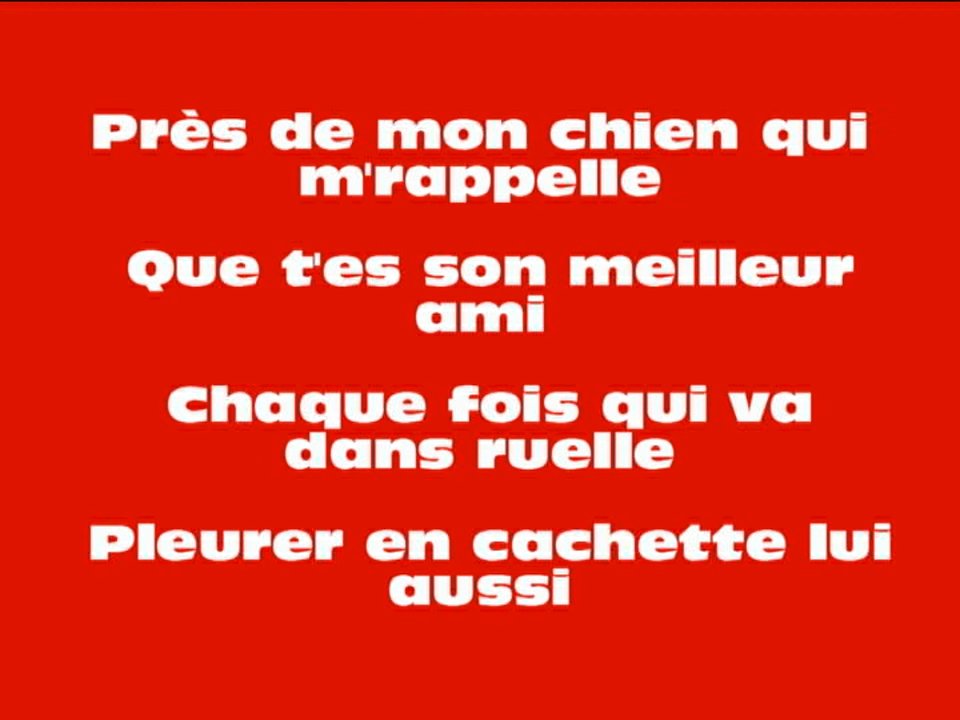 Près de mon chien qui
m'rappelle
Que t'es son meilleur
ami
Chaque fois qui va
dans ruelle
Pleurer en cachette lui
aussi